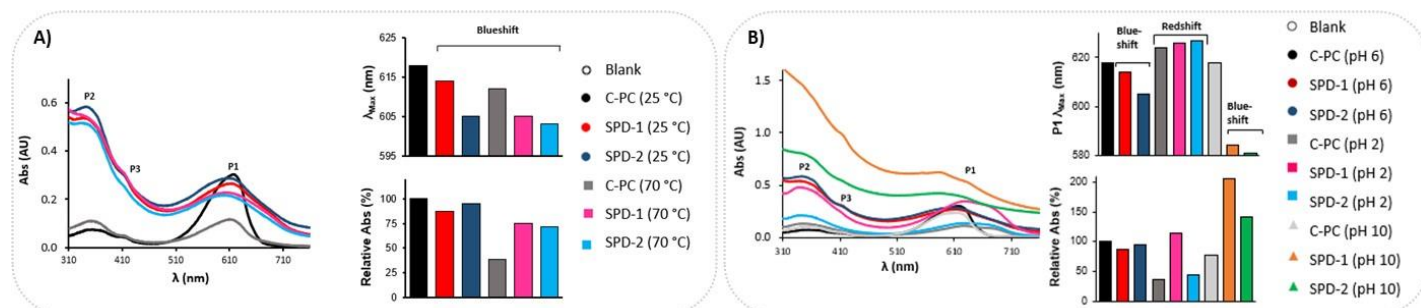 A)
Blueshift
625
615
605
595
λMax (nm)
0.6
0.4
0.2
0.0
Abs (AU)
P2
P3
P1
310
410
510
610
710
λ (nm)
100
75
50
25
0
Relative Abs (%)
Blank
C-PC (25 °C)
SPD-1 (25 °C)
SPD-2 (25 °C)
C-PC (70 °C)
SPD-1 (70 °C)
SPD-2 (70 °C)
B)
1.5
1.0
0.5
0.0
Abs (AU)
P2
P3
P1
310
410
510
610
710
λ (nm)
Blue-
shift
Redshift
Blue-
shift
620
600
580
P1 λMax (nm)
200
150
100
50
0
Relative Abs (%)
Blank
C-PC (pH 6)
SPD-1 (pH 6)
SPD-2 (pH 6)
C-PC (pH 2)
SPD-1 (pH 2)
SPD-2 (pH 2)
C-PC (pH 10)
SPD-1 (pH 10)
SPD-2 (pH 10)